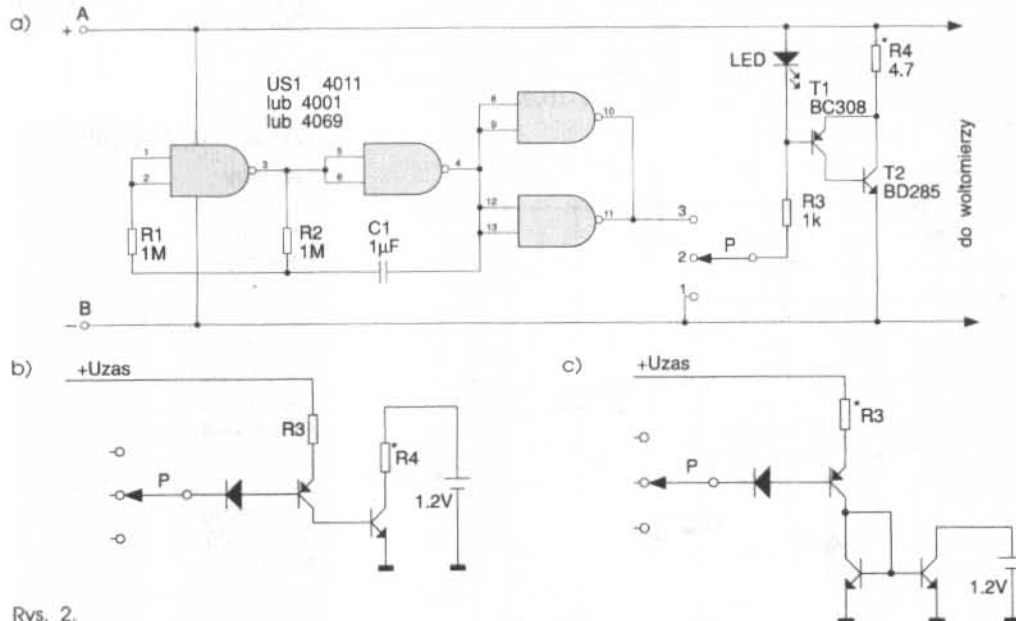 a)
+ A
US1 4011
lub 4001
lub 4069
1
2
3
5
6
4
8
9
10
12
13
11
R1
1M
R2
1M
C1
1µF
3
2
1
P
LED
T1
BC308
* R4
4.7
T2
BD285
R3
1k
do woltomierzy
- B
b)
+Uzas
R3
P
* R4
1.2V
c)
+Uzas
* R3
P
1.2V
Rys. 2.